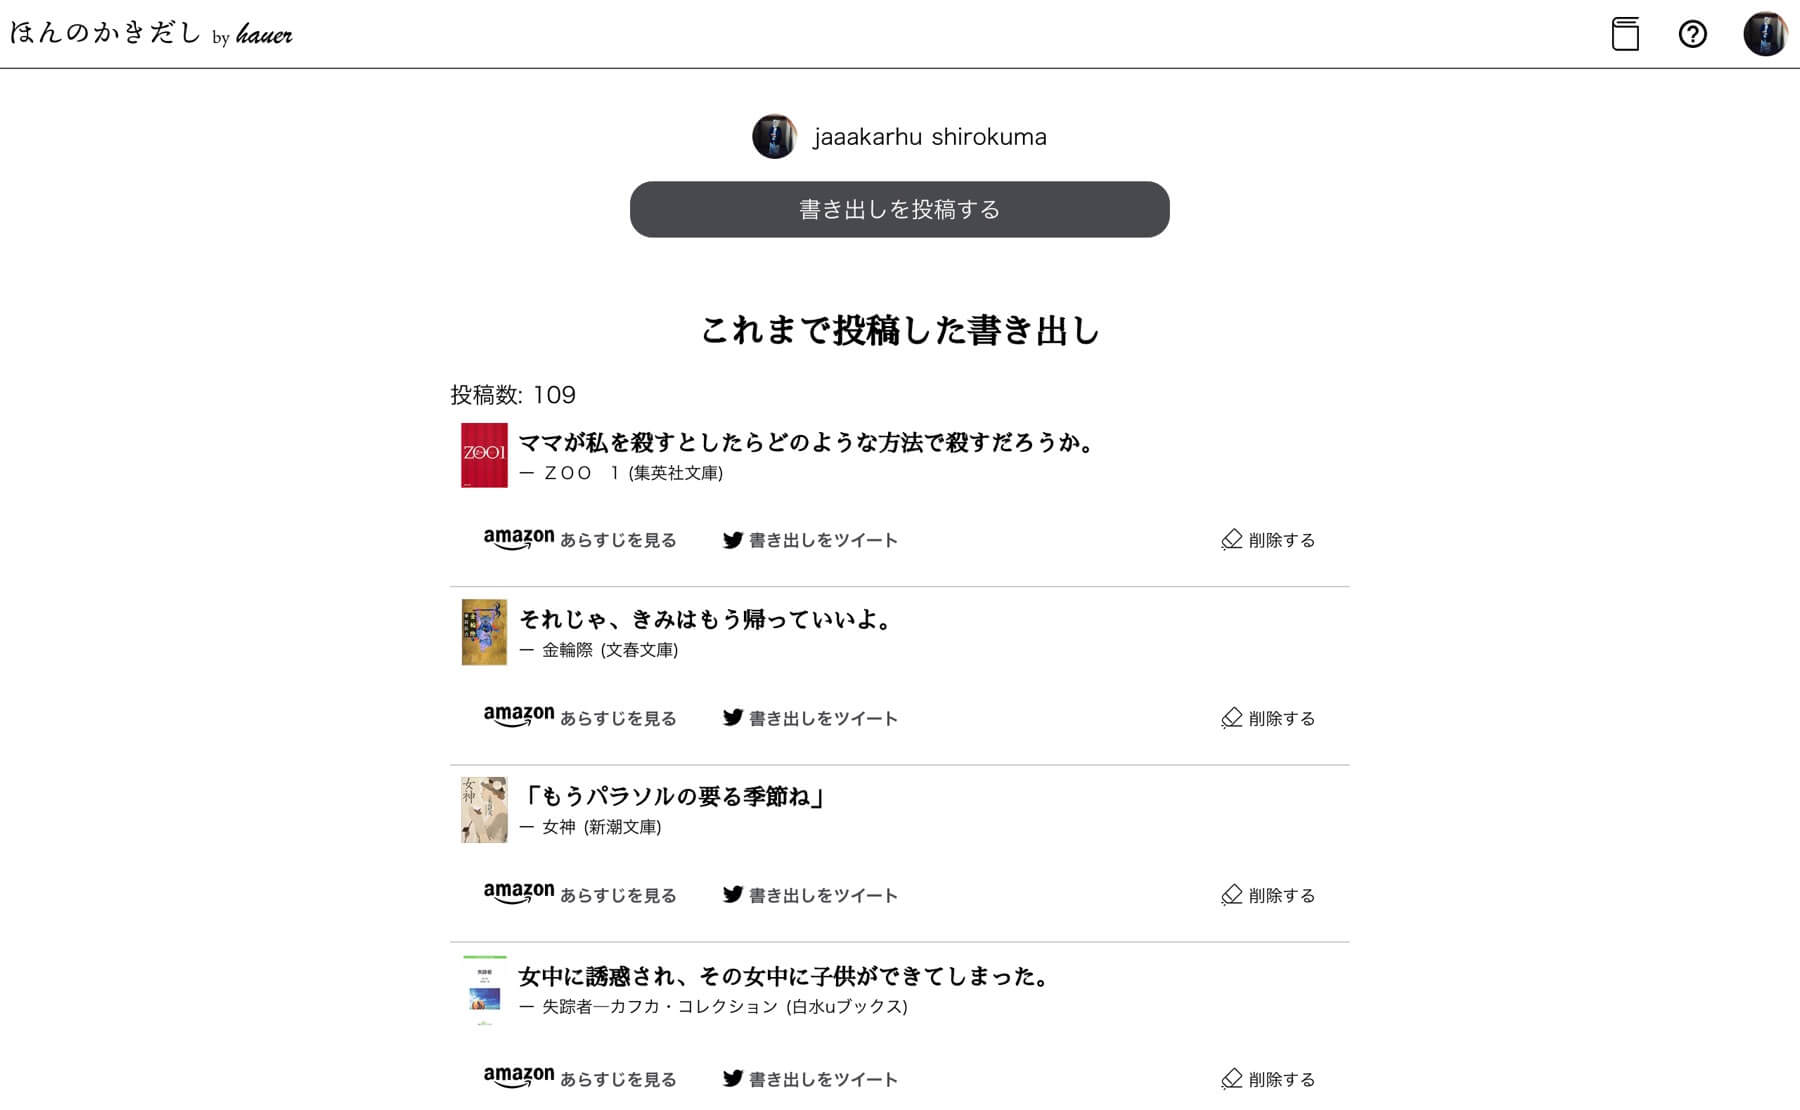 ほんのかきだし by hauer
jaaakarhu shirokuma
書き出しを投稿する
これまで投稿した書き出し
投稿数: 109
ZOO1
ママが私を殺すとしたらどのような方法で殺すだろうか。
— ＺＯＯ　１ (集英社文庫)
amazon あらすじを見る 書き出しをツイート 削除する
それじゃ、きみはもう帰っていいよ。
— 金輪際 (文春文庫)
amazon あらすじを見る 書き出しをツイート 削除する
女神
「もうパラソルの要る季節ね」
— 女神 (新潮文庫)
amazon あらすじを見る 書き出しをツイート 削除する
失踪者
女中に誘惑され、その女中に子供ができてしまった。
— 失踪者―カフカ・コレクション (白水uブックス)
amazon あらすじを見る 書き出しをツイート 削除する